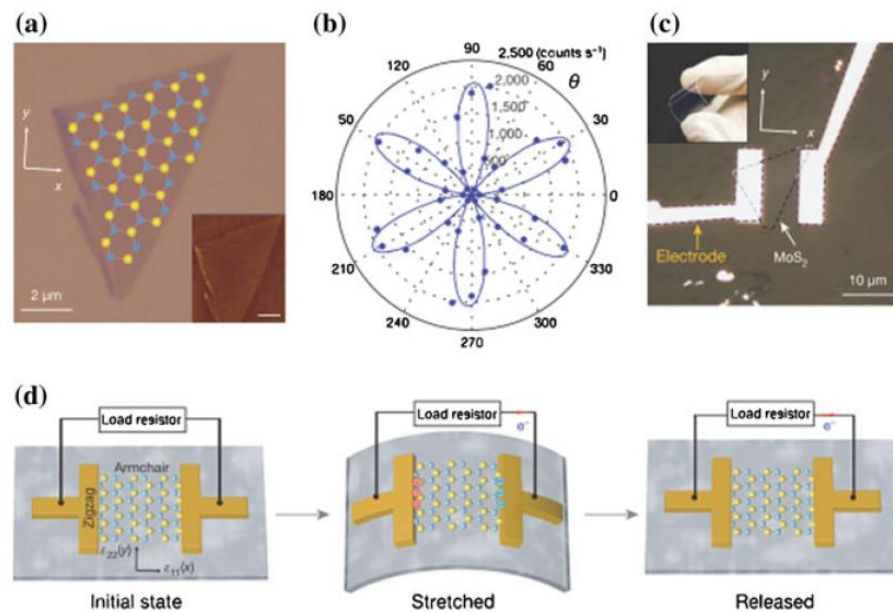 (a)
y
x
2 μm
(b)
90
2,500 (counts s⁻¹)
120
60
θ
2,000
1,500
1,000
50
30
180
0
210
330
240
300
270
(c)
y
x
Electrode
MoS₂
10 μm
(d)
Load resistor
Armchair
Zigzag
ε₂₂(y)
ε₁₁(x)
Initial state
Load resistor
e⁻
Stretched
Load resistor
e⁻
Released